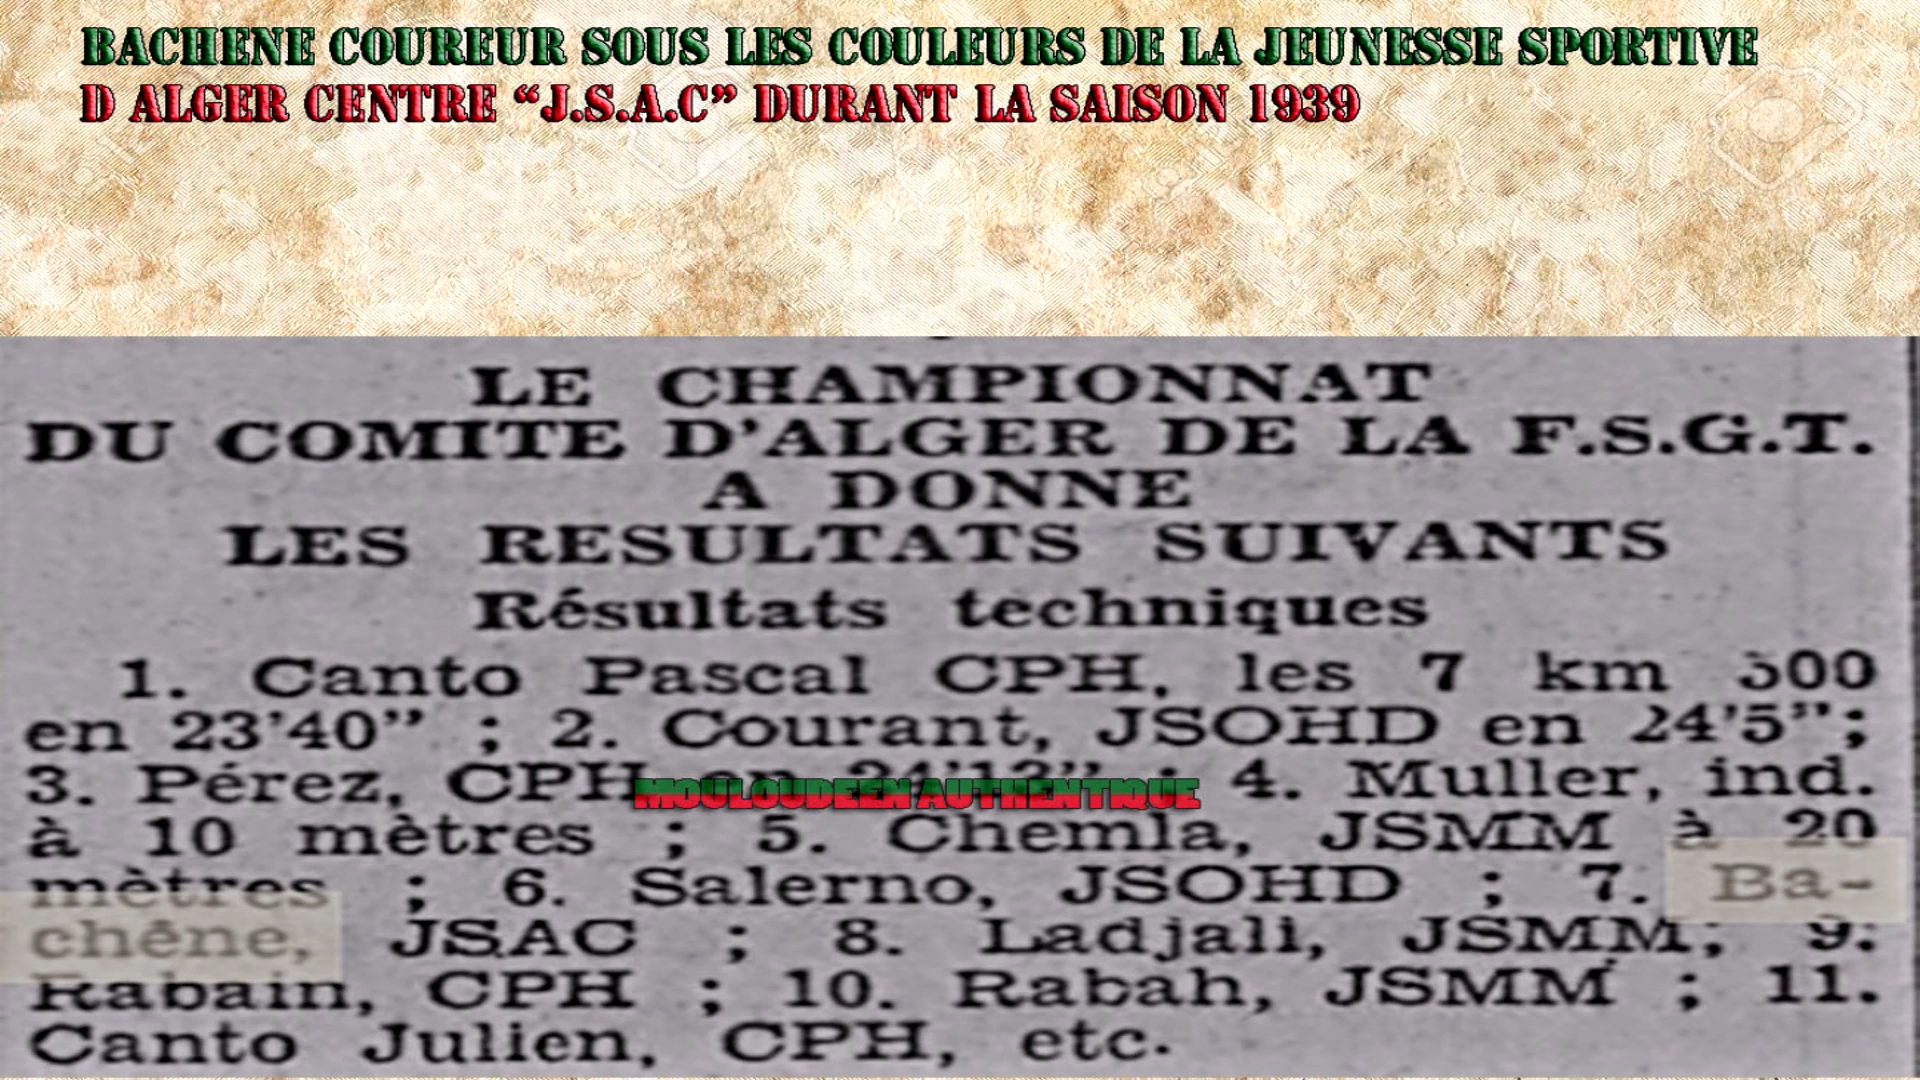 BACHENE COUREUR SOUS LES COULEURS DE LA JEUNESSE SPORTIVE
D ALGER CENTRE “J.S.A.C” DURANT LA SAISON 1939
LE CHAMPIONNAT
DU COMITE D'ALGER DE LA F.S.G.T.
A DONNE
LES RESULTATS SUIVANTS
Résultats techniques
1. Canto Pascal CPH, les 7 km 500
en 23'40” ; 2. Courant, JSOHD en 24'5”;
3. Pérez, CPH en ; 4. Muller, ind.
MOULOUDEEN AUTHENTIQUE
à 10 mètres ; 5. Chemla, JSMM à 20
mètres ; 6. Salerno, JSOHD ; 7. Ba-
chêne, JSAC ; 8. Ladjali, JSMM; 9.
Rabain, CPH ; 10. Rabah, JSMM ; 11.
Canto Julien, CPH, etc.